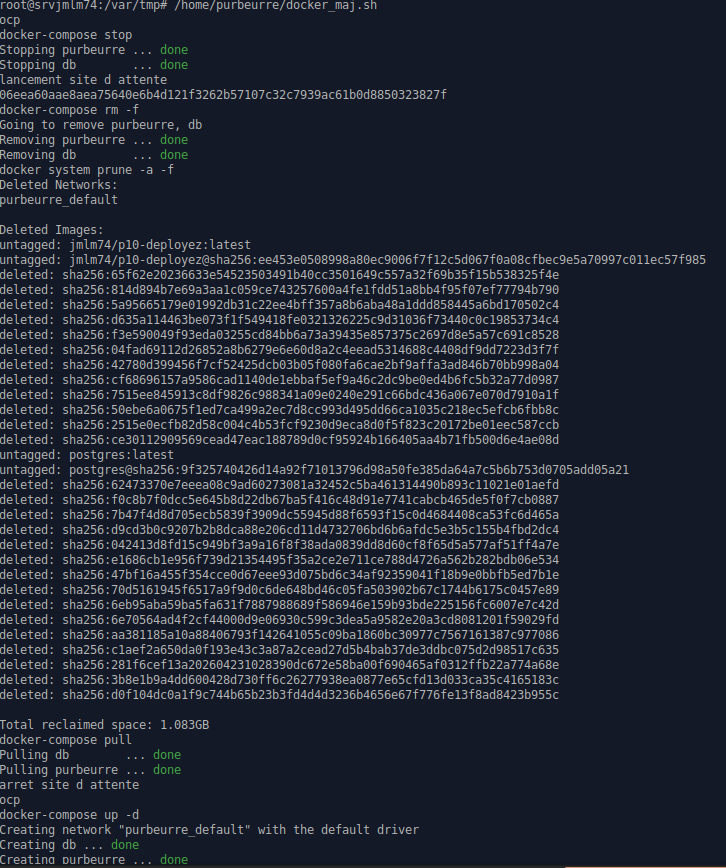 root@srvjmlm74:/var/tmp# /home/purbeurre/docker_maj.sh
ocp
docker-compose stop
Stopping purbeurre ... done
Stopping db        ... done
lancement site d attente
06eea60aae8aea75640e6b4d121f3262b57107c32c7939ac61b0d8850323827f
docker-compose rm -f
Going to remove purbeurre, db
Removing purbeurre ... done
Removing db        ... done
docker system prune -a -f
Deleted Networks:
purbeurre_default

Deleted Images:
untagged: jmlm74/p10-deployez:latest
untagged: jmlm74/p10-deployez@sha256:ee453e0508998a80ec9006f7f12c5d067f0a08cfbec9e5a70997c011ec57f985
deleted: sha256:65f62e20236633e54523503491b40cc3501649c557a32f69b35f15b538325f4e
deleted: sha256:814d894b7e69a3aa1c059ce743257600a4fe1fdd51a8bb4f95f07ef77794b790
deleted: sha256:5a95665179e01992db31c22ee4bff357a8b6aba48a1ddd858445a6bd170502c4
deleted: sha256:d635a114463be073f1f549418fe0321326225c9d31036f73440c0c19853734c4
deleted: sha256:f3e590049f93eda03255cd84bb6a73a39435e857375c2697d8e5a57c691c8528
deleted: sha256:04fad69112d26852a8b6279e6e60d8a2c4eead5314688c4408df9dd7223d3f7f
deleted: sha256:42780d399456f7cf52425dcb03b05f080fa6cae2bf9affa3ad846b70bb998a04
deleted: sha256:cf68696157a9586cad1140de1ebbaf5ef9a46c2dc9be0ed4b6fc5b32a77d0987
deleted: sha256:7515ee845913c8df9826c988341a09e0240e291c66bdc436a067e070d7910a1f
deleted: sha256:50ebe6a0675f1ed7ca499a2ec7d8cc993d495dd66ca1035c218ec5efcb6fbb8c
deleted: sha256:2515e0ecfb82d58c004c4b53fcf9230d9eca8d0f5f823c20172be01eec587ccb
deleted: sha256:ce30112909569cead47eac188789d0cf95924b166405aa4b71fb500d6e4ae08d
untagged: postgres:latest
untagged: postgres@sha256:9f325740426d14a92f71013796d98a50fe385da64a7c5b6b753d0705add05a21
deleted: sha256:62473370e7eeea08c9ad60273081a32452c5ba461314490b893c11021e01aefd
deleted: sha256:f0c8b7f0dcc5e645b8d22db67ba5f416c48d91e7741cabcb465de5f0f7cb0887
deleted: sha256:7b47f4d8d705ecb5839f3909dc55945d88f6593f15c0d4684408ca53fc6d465a
deleted: sha256:d9cd3b0c9207b2b8dca88e206cd11d4732706bd6b6afdc5e3b5c155b4fbd2dc4
deleted: sha256:042413d8fd15c949bf3a9a16f8f38ada0839dd8d60cf8f65d5a577af51ff4a7e
deleted: sha256:e1686cb1e956f739d21354495f35a2ce2e711ce788d4726a562b282bdb06e534
deleted: sha256:47bf16a455f354cce0d67eee93d075bd6c34af92359041f18b9e0bbfb5ed7b1e
deleted: sha256:70d5161945f6517a9f9d0c6de648bd46c05fa503902b67c1744b6175c0457e89
deleted: sha256:6eb95aba59ba5fa631f7887988689f586946e159b93bde225156fc6007e7c42d
deleted: sha256:6e70564ad4f2cf44000d9e06930c599c3dea5a9582e20a3cd8081201f59029fd
deleted: sha256:aa381185a10a88406793f142641055c09ba1860bc30977c7567161387c977086
deleted: sha256:c1aef2a650da0f193e43c3a87a2cead27d5b4bab37de3ddbc075d2d98517c635
deleted: sha256:281f6cef13a202604231028390dc672e58ba00f690465af0312ffb22a774a68e
deleted: sha256:3b8e1b9a4dd600428d730ff6c26277938ea0877e65cfd13d033ca35c4165183c
deleted: sha256:d0f104dc0a1f9c744b65b23b3fd4d4d3236b4656e67f776fe13f8ad8423b955c

Total reclaimed space: 1.083GB
docker-compose pull
Pulling db        ... done
Pulling purbeurre ... done
arret site d attente
ocp
docker-compose up -d
Creating network "purbeurre_default" with the default driver
Creating db ... done
Creating purbeurre ... done